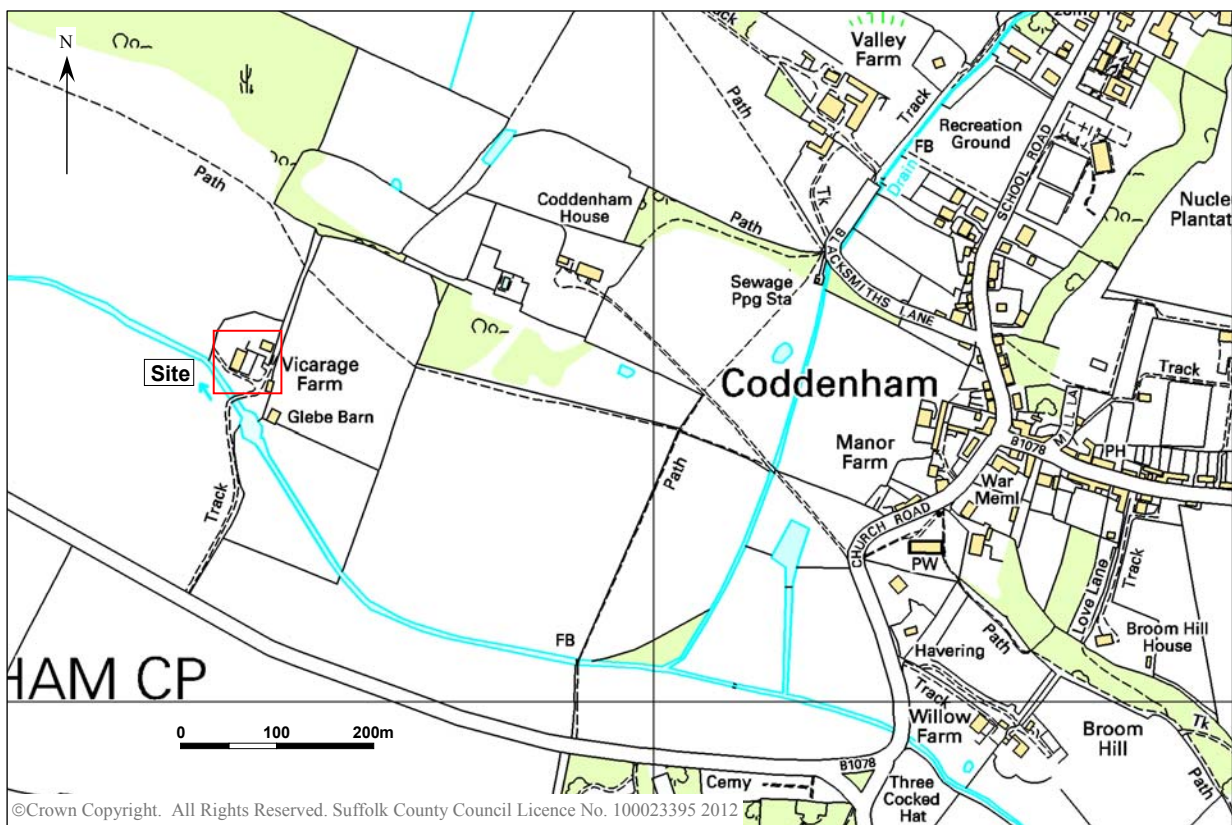 N
Path
Path
Valley
Farm
Track
Recreation
Ground
FB
Drain
SCHOOL ROAD
Tk
Coddenham
House
Path
Nucle
Plantat
Sewage
Ppg Sta
BLACKSMITHS LANE
Site
Vicarage
Farm
Glebe Barn
Coddenham
Track
Manor
Farm
B1078
MILL LA
PH
War
Meml
Path
Track
CHURCH ROAD
PW
Love Lane
Track
FB
Havering
Path
Broom Hill
House
HAM CP
Track
Willow
Farm
Broom
Hill
Tk
Path
0 100 200m
B1078
Cemy
Three
Cocked
Hat
©Crown Copyright. All Rights Reserved. Suffolk County Council Licence No. 100023395 2012